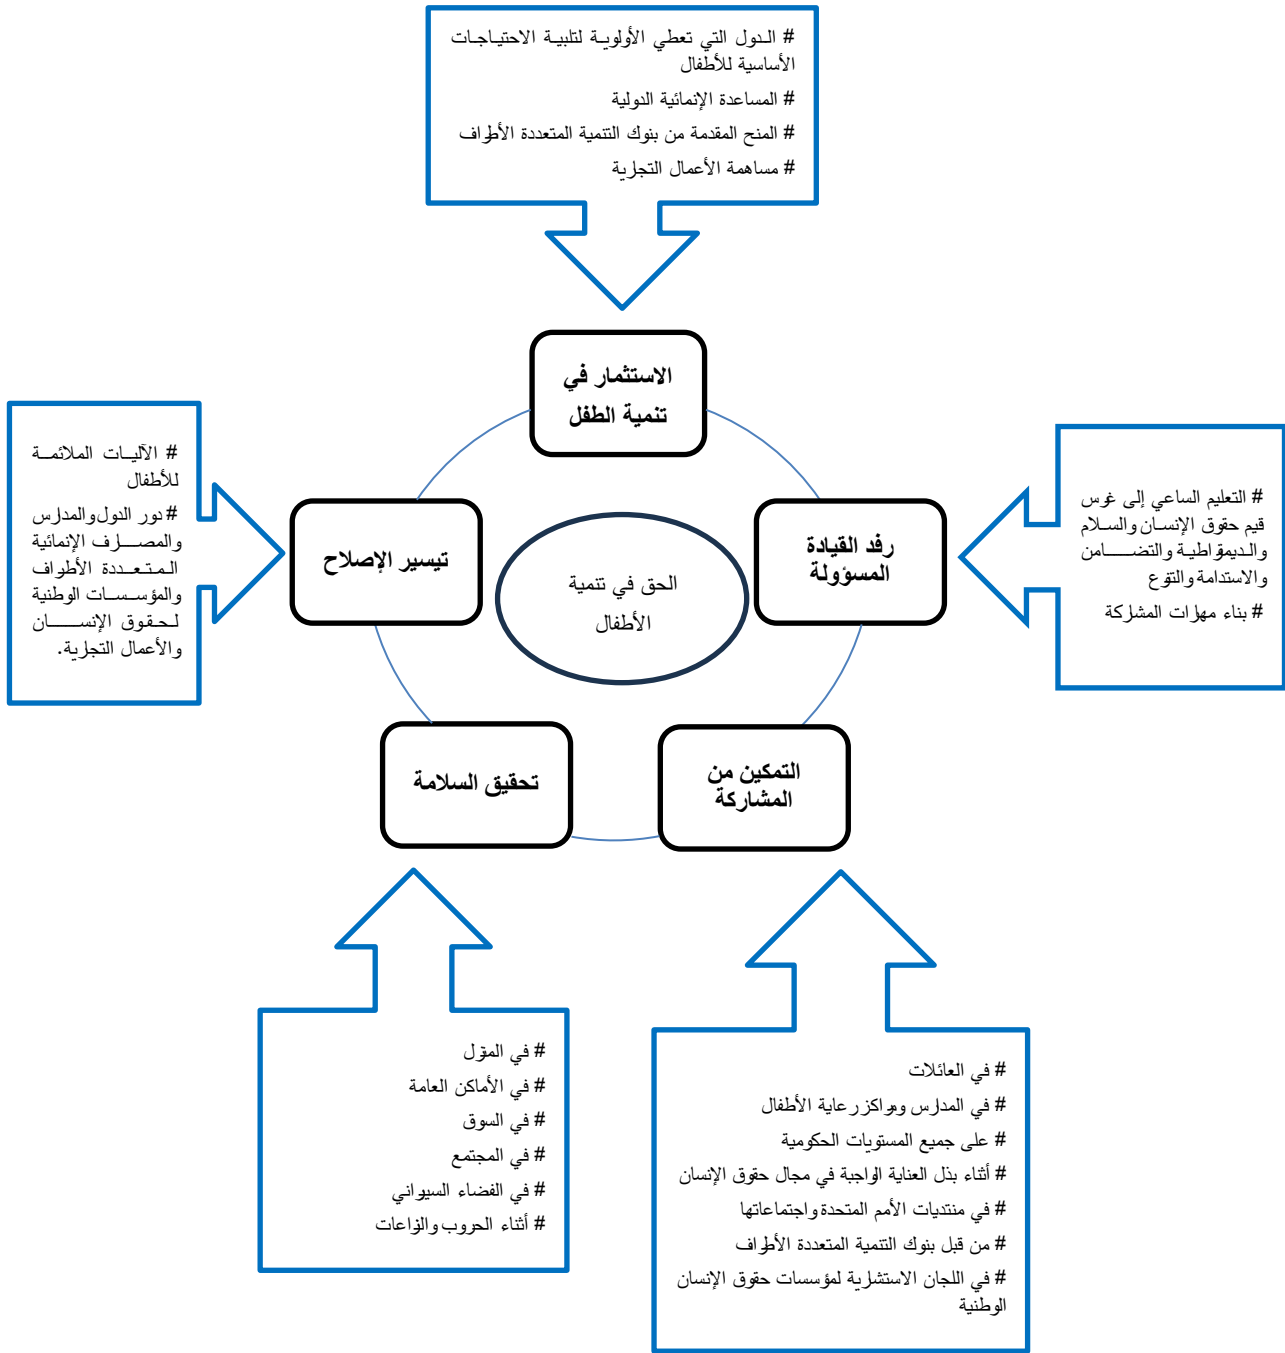 # الدول التي تعطي الأولوية لتلبية الاحتياجات
الأساسية للأطفال
# المساعدة الإنمائية الدولية
# المنح المقدمة من بنوك التنمية المتعددة الأطراف
# مساهمة الأعمال التجارية
الاستثمار في
تنمية الطفل
# التعليم الساعي إلى غرس
قيم حقوق الإنسان والسلام
والديمقراطية والتضامن
والاستدامة والتنوع
# بناء مهارات المشاركة
رفد القيادة
المسؤولة
الحق في تنمية
الأطفال
تيسير الإصلاح
# الآليات الملائمة
للأطفال
# دور الدول والمدارس
والمصارف الإنمائية
المتعددة الأطراف
والمؤسسات الوطنية
لحقوق الإنسان
والأعمال التجارية.
التمكين من
المشاركة
تحقيق السلامة
# في العائلات
# في المدارس ومراكز رعاية الأطفال
# على جميع المستويات الحكومية
# أثناء بذل العناية الواجبة في مجال حقوق الإنسان
# في منتديات الأمم المتحدة واجتماعاتها
# من قبل بنوك التنمية المتعددة الأطراف
# في اللجان الاستشارية لمؤسسات حقوق الإنسان
الوطنية
# في المنزل
# في الأماكن العامة
# في السوق
# في المجتمع
# في الفضاء السيبراني
# أثناء الحروب والنزاعات